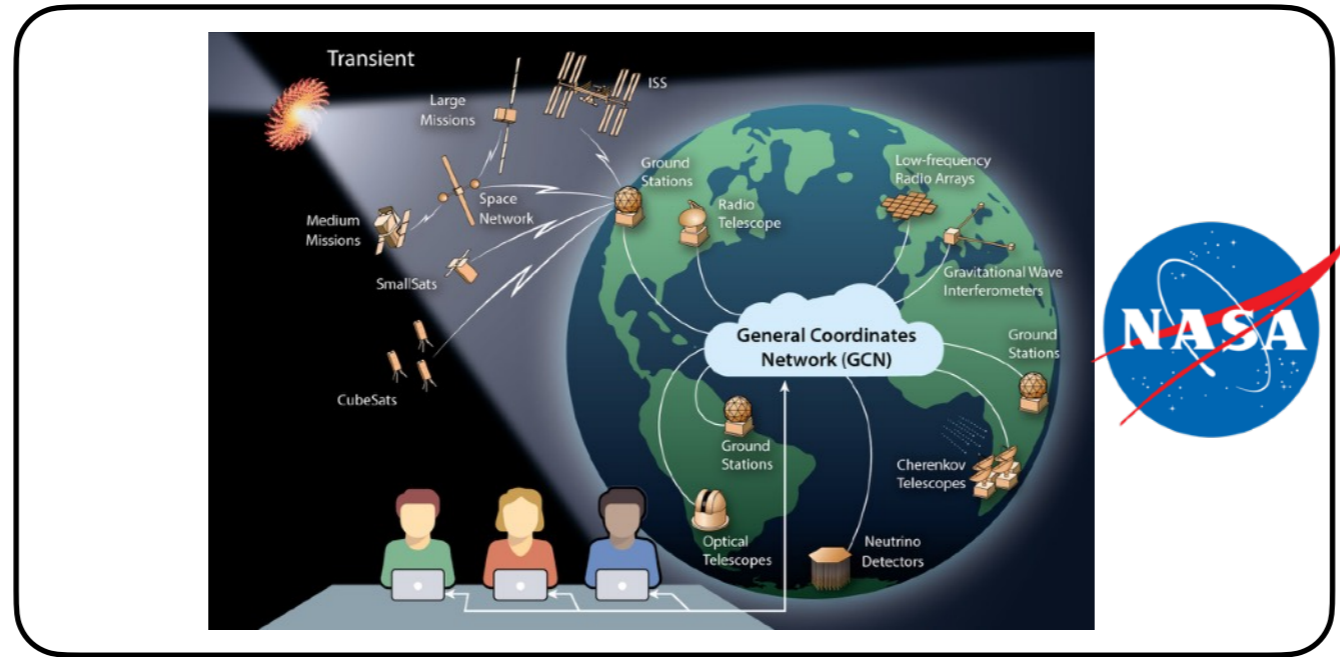 Transient
Large
Missions
ISS
Ground
Stations
Low-frequency
Radio Arrays
Radio
Telescope
Space
Network
Medium
Missions
SmallSats
Gravitational Wave
Interferometers
General Coordinates
Network (GCN)
Ground
Stations
NASA
CubeSats
Ground
Stations
Cherenkov
Telescopes
Optical
Telescopes
Neutrino
Detectors